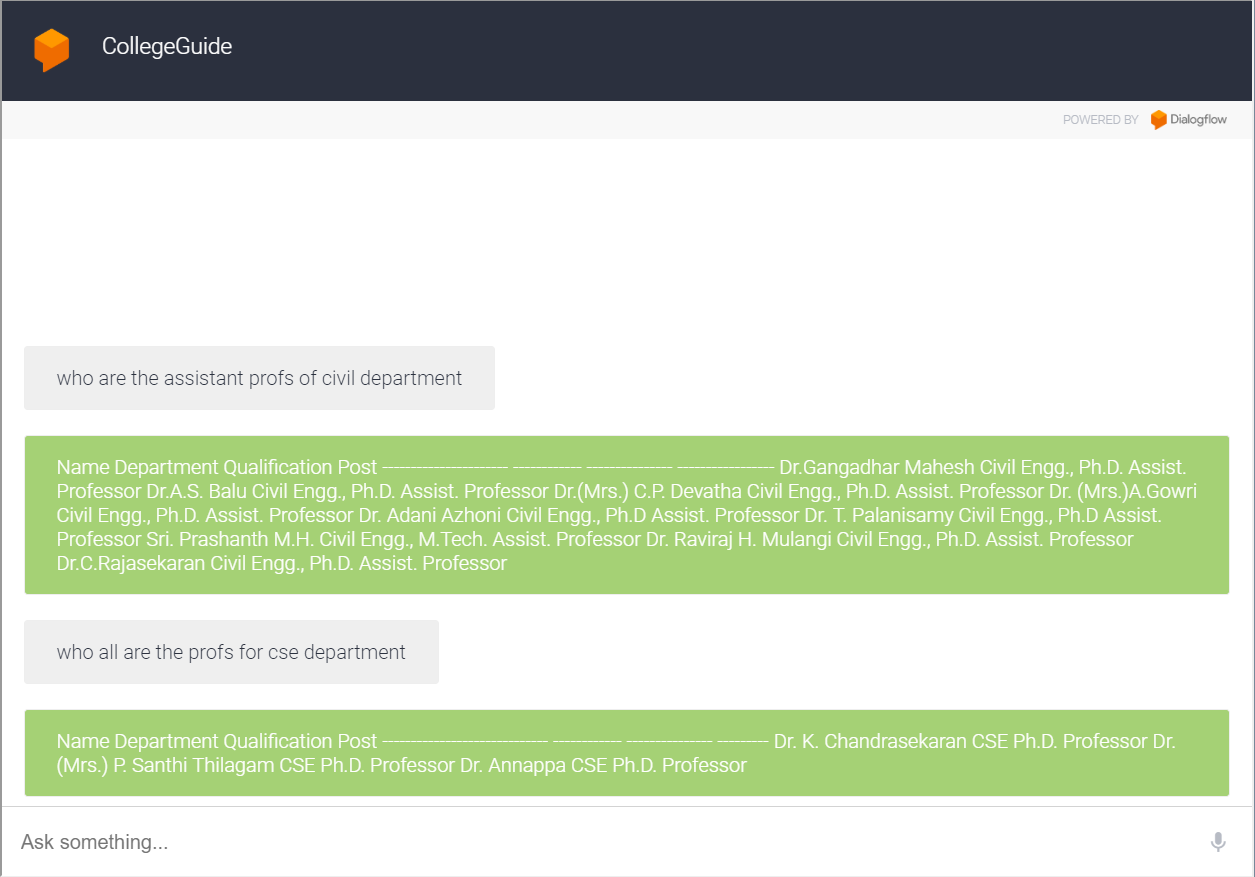 CollegeGuide
POWERED BY Dialogflow
who are the assistant profs of civil department
Name Department Qualification Post ---------------------- ------------ --------------- ----------------- Dr.Gangadhar Mahesh Civil Engg., Ph.D. Assist.
Professor Dr.A.S. Balu Civil Engg., Ph.D. Assist. Professor Dr.(Mrs.) C.P. Devatha Civil Engg., Ph.D. Assist. Professor Dr. (Mrs.)A.Gowri
Civil Engg., Ph.D. Assist. Professor Dr. Adani Azhoni Civil Engg., Ph.D Assist. Professor Dr. T. Palanisamy Civil Engg., Ph.D Assist.
Professor Sri. Prashanth M.H. Civil Engg., M.Tech. Assist. Professor Dr. Raviraj H. Mulangi Civil Engg., Ph.D. Assist. Professor
Dr.C.Rajasekaran Civil Engg., Ph.D. Assist. Professor
who all are the profs for cse department
Name Department Qualification Post ----------------------------- ------------ --------------- --------- Dr. K. Chandrasekaran CSE Ph.D. Professor Dr.
(Mrs.) P. Santhi Thilagam CSE Ph.D. Professor Dr. Annappa CSE Ph.D. Professor
Ask something...